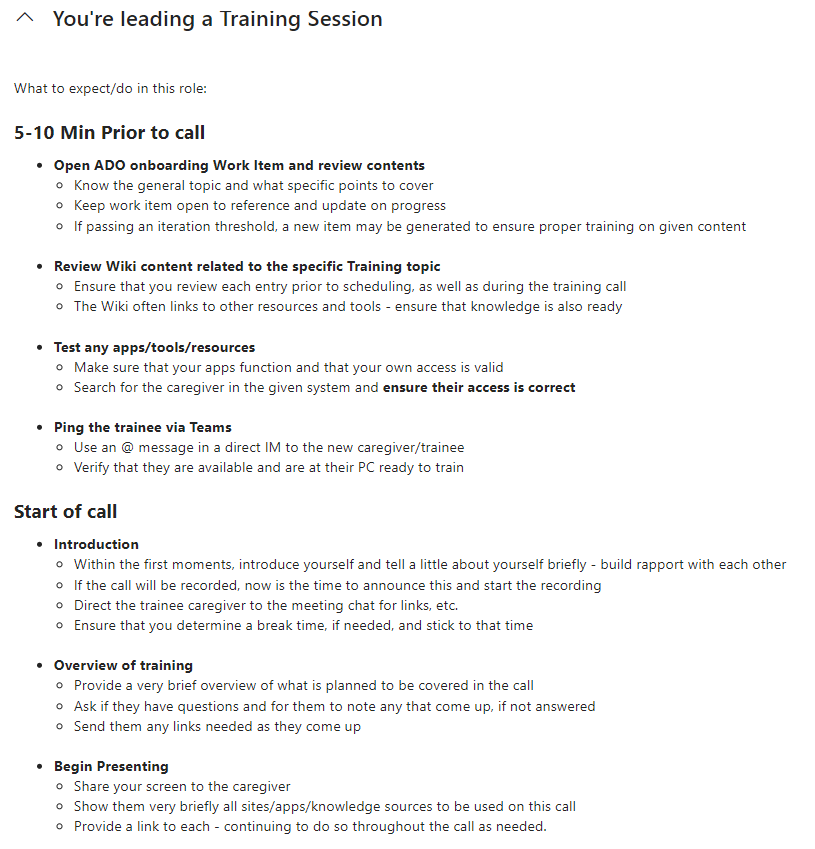 You're leading a Training Session
What to expect/do in this role:
5-10 Min Prior to call
Open ADO onboarding Work Item and review contents
Know the general topic and what specific points to cover
Keep work item open to reference and update on progress
If passing an iteration threshold, a new item may be generated to ensure proper training on given content
Review Wiki content related to the specific Training topic
Ensure that you review each entry prior to scheduling, as well as during the training call
The Wiki often links to other resources and tools - ensure that knowledge is also ready
Test any apps/tools/resources
Make sure that your apps function and that your own access is valid
Search for the caregiver in the given system and ensure their access is correct
Ping the trainee via Teams
Use an @ message in a direct IM to the new caregiver/trainee
Verify that they are available and are at their PC ready to train
Start of call
Introduction
Within the first moments, introduce yourself and tell a little about yourself briefly - build rapport with each other
If the call will be recorded, now is the time to announce this and start the recording
Direct the trainee caregiver to the meeting chat for links, etc.
Ensure that you determine a break time, if needed, and stick to that time
Overview of training
Provide a very brief overview of what is planned to be covered in the call
Ask if they have questions and for them to note any that come up, if not answered
Send them any links needed as they come up
Begin Presenting
Share your screen to the caregiver
Show them very briefly all sites/apps/knowledge sources to be used on this call
Provide a link to each - continuing to do so throughout the call as needed.